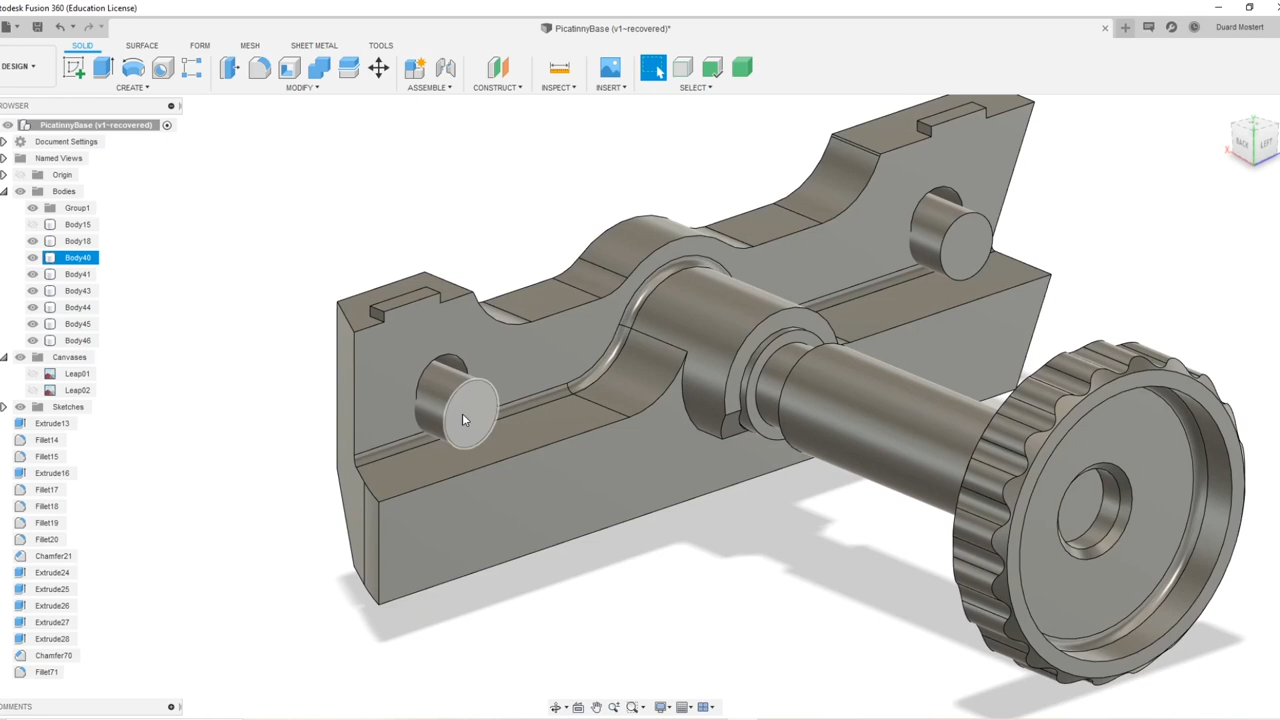 utodesk Fusion 360 (Education License)
PicatinnyBase (v1~recovered)*
Duard Mostert
SOLID SURFACE FORM MESH SHEET METAL TOOLS
DESIGN
CREATE MODIFY ASSEMBLE CONSTRUCT INSPECT INSERT SELECT
ROWSER
PicatinnyBase (v1~recovered)
Document Settings
Named Views
Origin
Bodies
Group1
Body15
Body18
Body40
Body41
Body43
Body44
Body45
Body46
Canvases
Leap01
Leap02
Sketches
Extrude13
Fillet14
Fillet15
Extrude16
Fillet17
Fillet18
Fillet19
Fillet20
Chamfer21
Extrude24
Extrude25
Extrude26
Extrude27
Extrude28
Chamfer70
Fillet71
BACK LEFT
X Y Z
OMMENTS